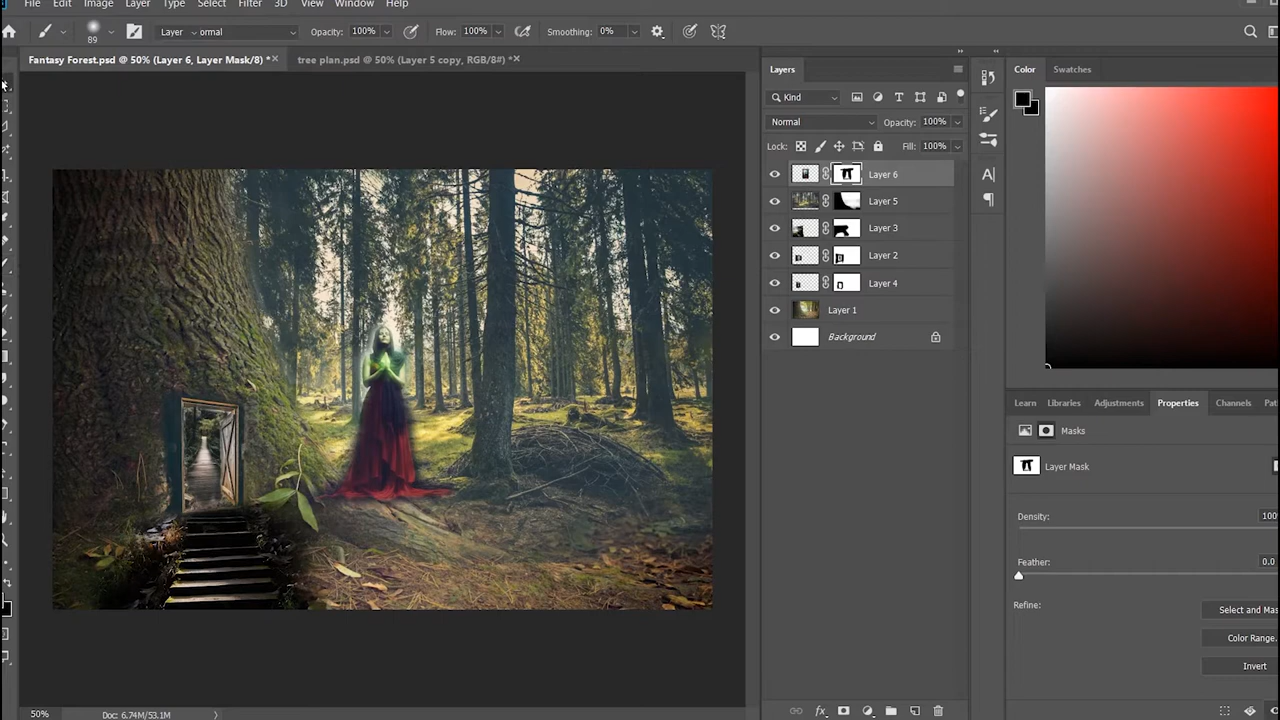 File Edit Image Layer Type Select Filter 3D View Window Help
89 Layer ormal Opacity: 100% Flow: 100% Smoothing: 0%
Fantasy Forest.psd @ 50% (Layer 6, Layer Mask/8) * × tree plan.psd @ 50% (Layer 5 copy, RGB/8#) * ×
Layers
Kind
Normal Opacity: 100%
Lock: Fill: 100%
Layer 6
Layer 5
Layer 3
Layer 2
Layer 4
Layer 1
Background
Color Swatches
Learn Libraries Adjustments Properties Channels Pat
Masks
Layer Mask
Density: 100
Feather: 0.0
Refine: Select and Mas
Color Range.
Invert
50% Doc: 6.74M/53.1M